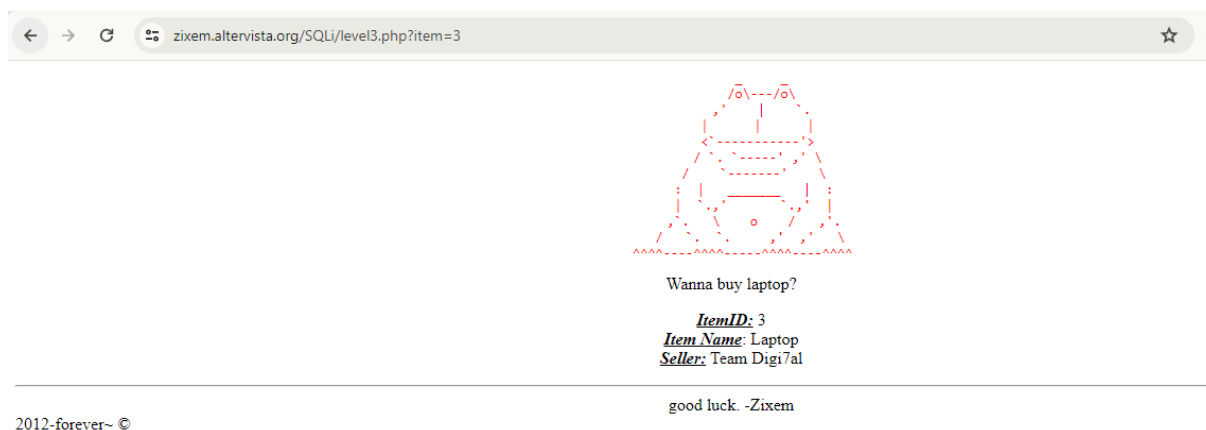 zixem.altervista.org/SQLi/level3.php?item=3
Wanna buy laptop?
ItemID: 3
Item Name: Laptop
Seller: Team Digi7al
good luck. -Zixem
2012-forever~ ©